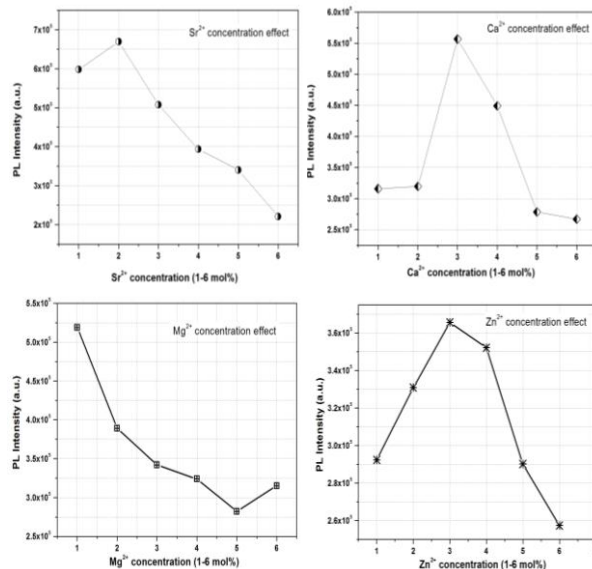 Sr²⁺ concentration effect
PL Intensity (a.u.)
7x10⁵
6x10⁵
5x10⁵
4x10⁵
3x10⁵
2x10⁵
1 2 3 4 5 6
Sr²⁺ concentration (1-6 mol%)
Ca²⁺ concentration effect
PL Intensity (a.u.)
6.0x10⁵
5.5x10⁵
5.0x10⁵
4.5x10⁵
4.0x10⁵
3.5x10⁵
3.0x10⁵
2.5x10⁵
1 2 3 4 5 6
Ca²⁺ concentration (1-6 mol%)
Mg²⁺ concentration effect
PL Intensity (a.u.)
5.5x10⁵
5.0x10⁵
4.5x10⁵
4.0x10⁵
3.5x10⁵
3.0x10⁵
2.5x10⁵
1 2 3 4 5 6
Mg²⁺ concentration (1-6 mol%)
Zn²⁺ concentration effect
PL Intensity (a.u.)
3.6x10⁵
3.4x10⁵
3.2x10⁵
3.0x10⁵
2.8x10⁵
2.6x10⁵
1 2 3 4 5 6
Zn²⁺ concentration (1-6 mol%)